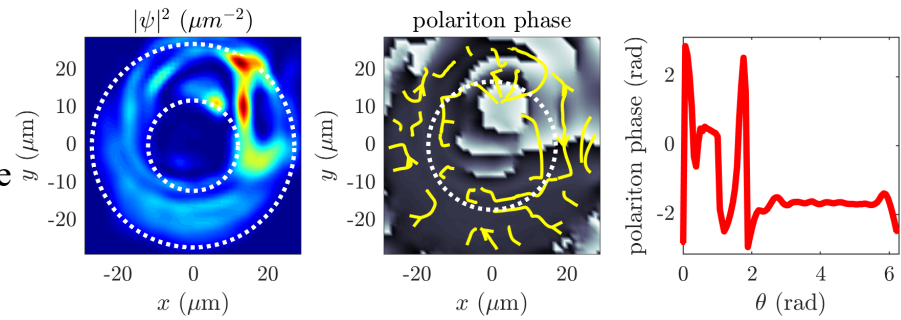 |ψ|² (μm⁻²)
20
10
0
-10
-20
y (μm)
-20 0 20
x (μm)
e
polariton phase
20
10
0
-10
-20
y (μm)
-20 0 20
x (μm)
polariton phase (rad)
2
0
-2
0 2 4 6
θ (rad)